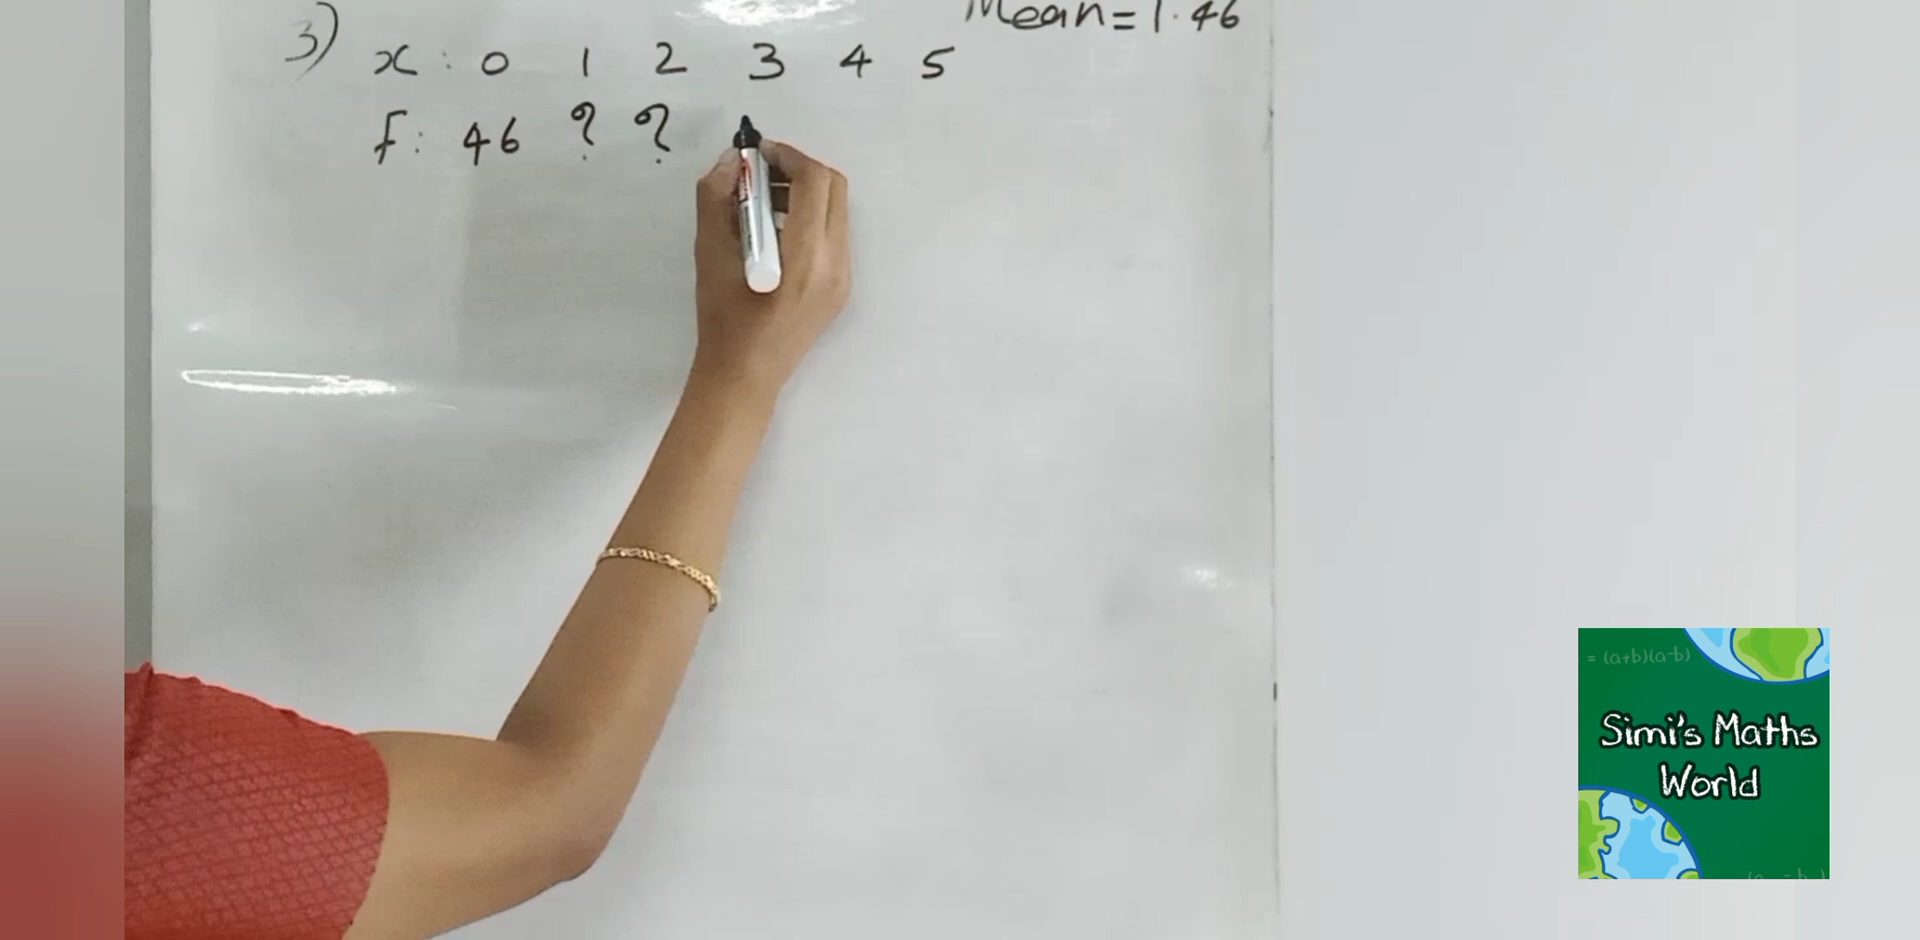 Mean = 1.46
3) x : 0 1 2 3 4 5
f : 46 ? ?
= (a+b)(a-b)
Simi's Maths
World